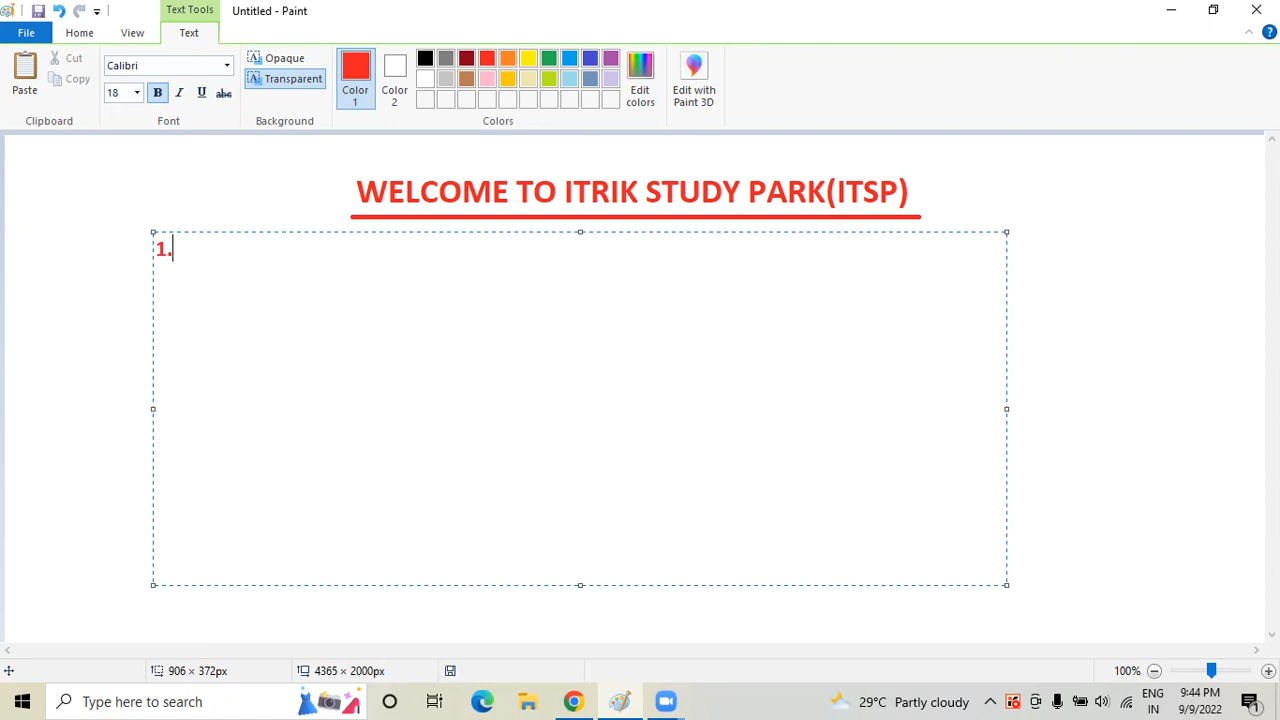 Untitled - Paint
Text Tools
File
Home
View
Text
Paste
Cut
Copy
Clipboard
Calibri
18
B
I
U
abc
Font
Opaque
Transparent
Background
Color 1
Color 2
Edit colors
Colors
Edit with Paint 3D
WELCOME TO ITRIK STUDY PARK(ITSP)
1.
906 × 372px
4365 × 2000px
100%
Type here to search
29°C Partly cloudy
ENG IN
9:44 PM
9/9/2022
1